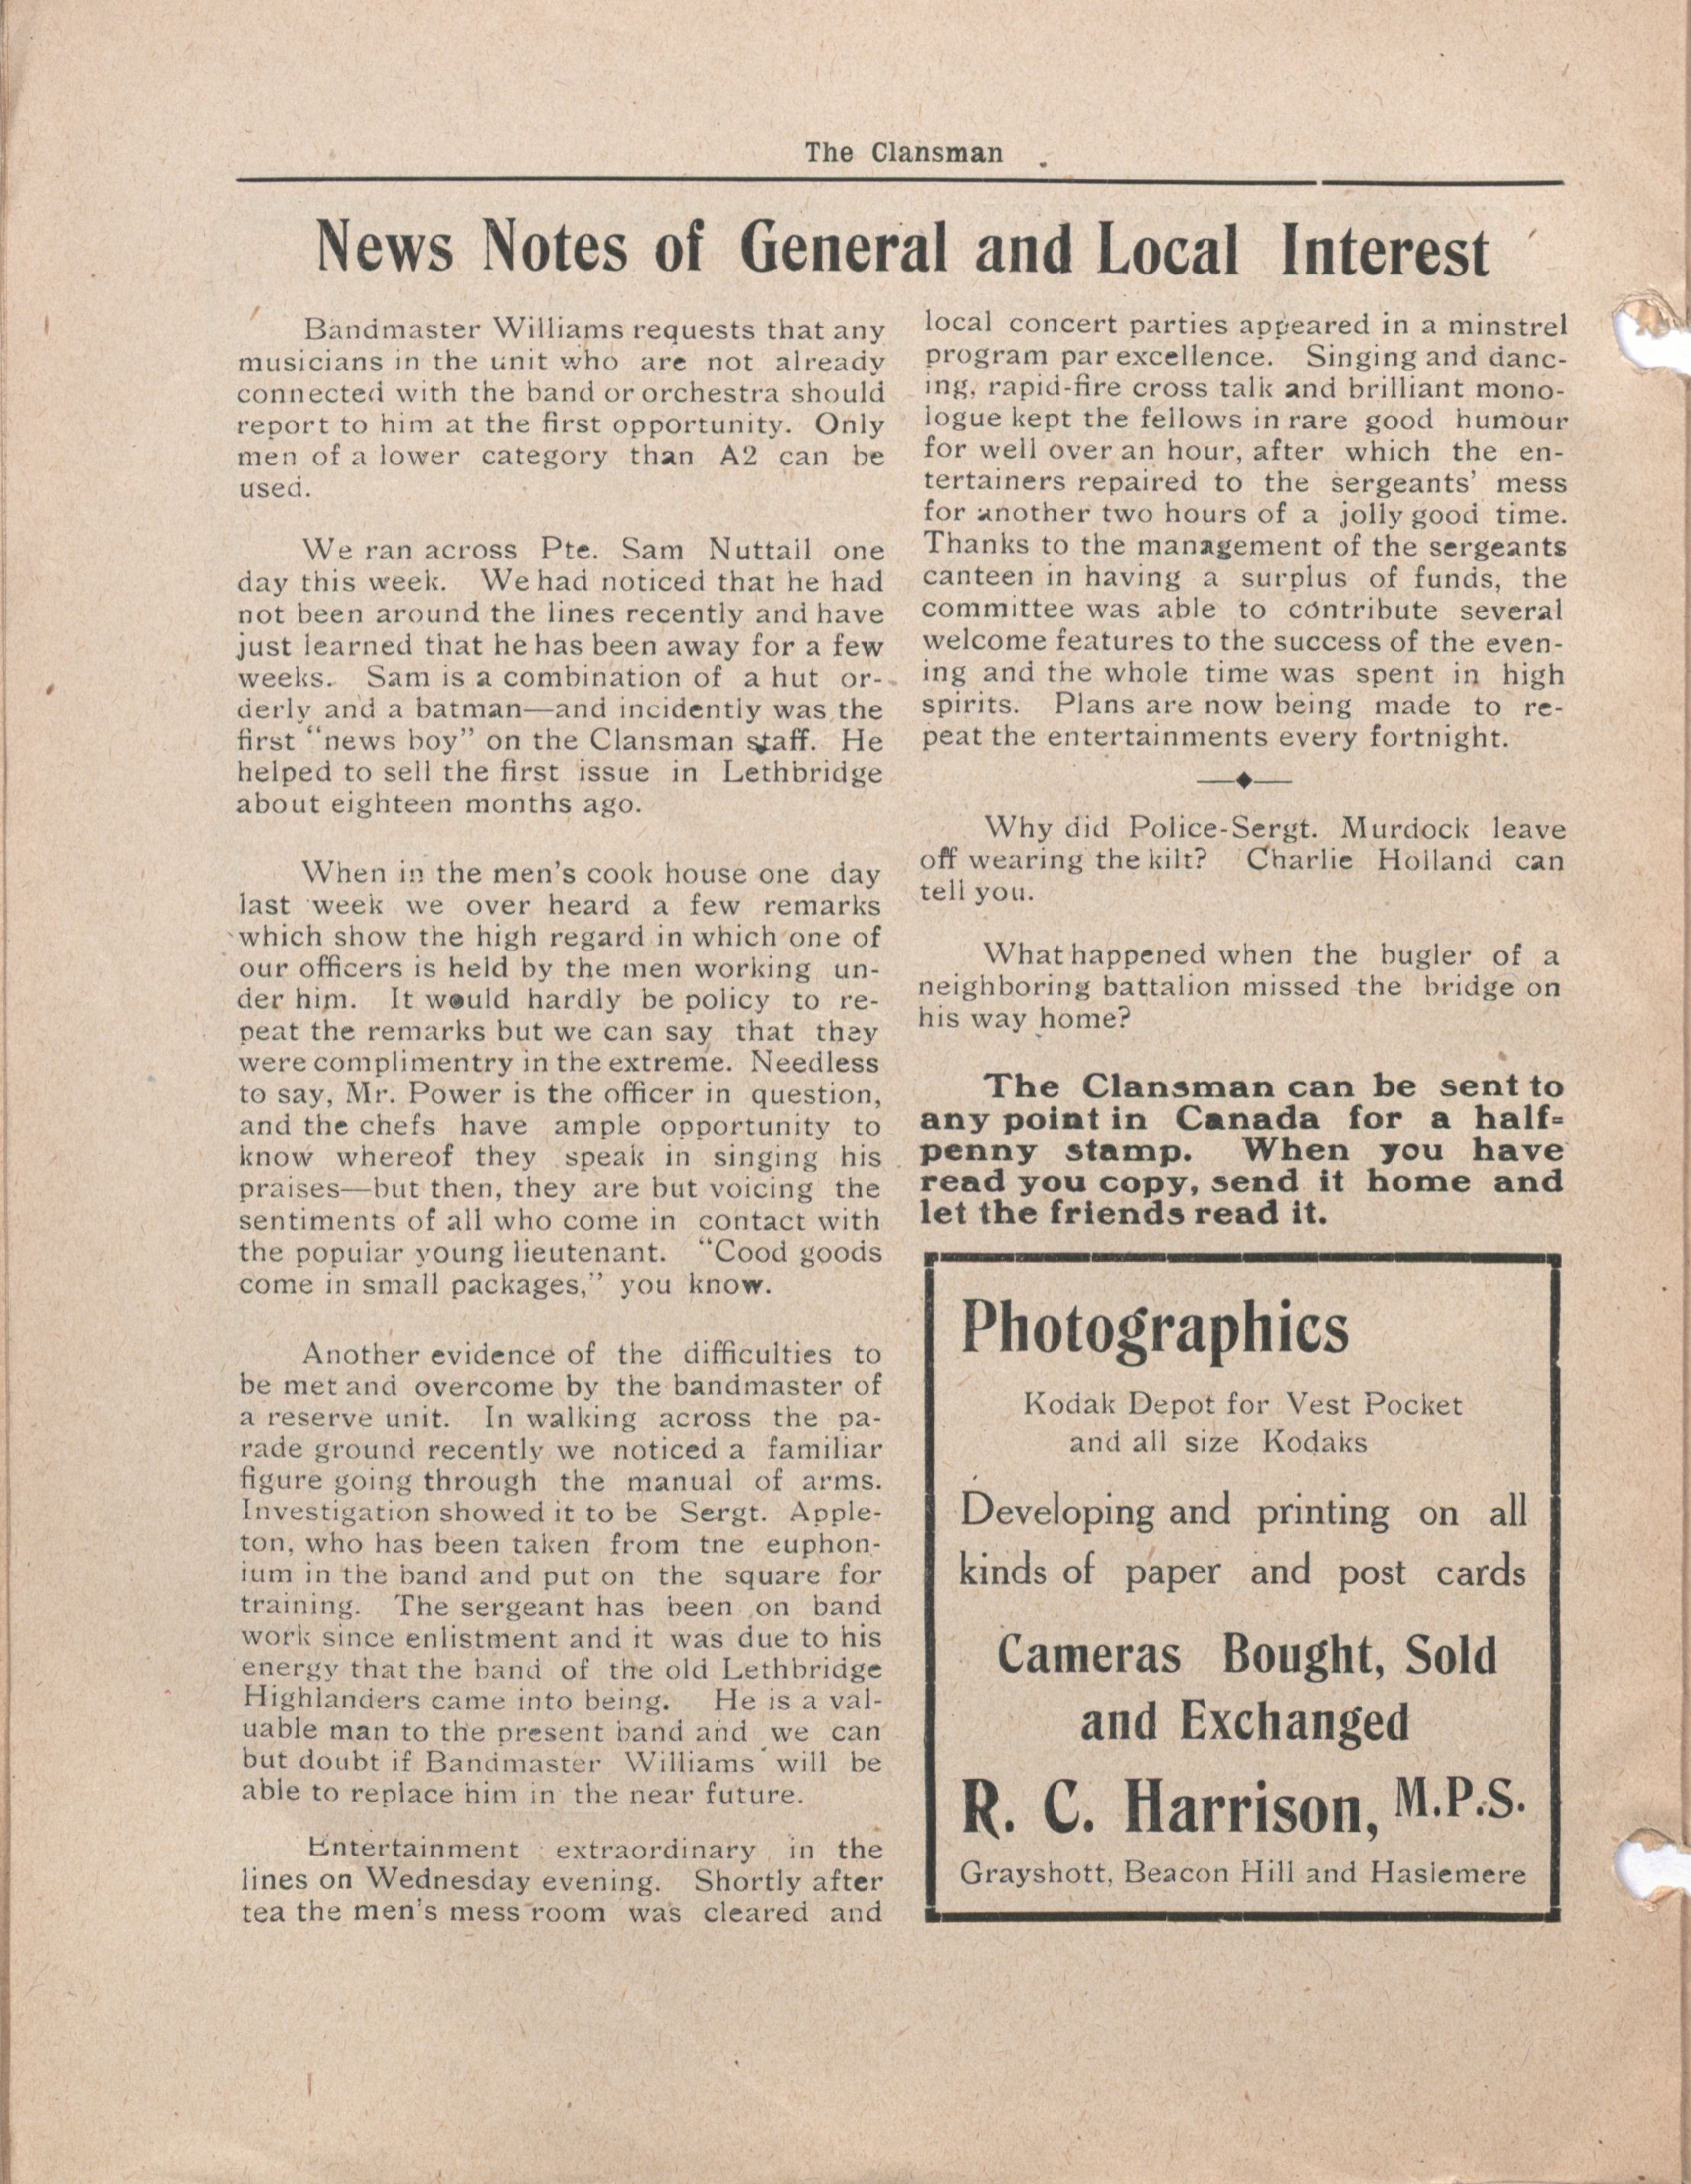 The Clansman
News Notes of General and Local Interest
Bandmaster Williams requests that any
musicians in the unit who are not already
connected with the band or orchestra should
report to him at the first opportunity. Only
men of a lower category than A2 can be
used.
We ran across Pte. Sam Nuttail one
day this week. We had noticed that he had
not been around the lines recently and have
just learned that he has been away for a few
weeks. Sam is a combination of a hut or-
derly and a batman—and incidently was the
first "news boy" on the Clansman staff. He
helped to sell the first issue in Lethbridge
about eighteen months ago.
When in the men's cook house one day
last week we over heard a few remarks
which show the high regard in which one of
our officers is held by the men working un-
der him. It would hardly be policy to re-
peat the remarks but we can say that they
were complimentry in the extreme. Needless
to say, Mr. Power is the officer in question,
and the chefs have ample opportunity to
know whereof they speak in singing his
praises—but then, they are but voicing the
sentiments of all who come in contact with
the popular young lieutenant. "Cood goods
come in small packages," you know.
Another evidence of the difficulties to
be met and overcome by the bandmaster of
a reserve unit. In walking across the pa-
rade ground recently we noticed a familiar
figure going through the manual of arms.
Investigation showed it to be Sergt. Apple-
ton, who has been taken from tne euphon-
ium in the band and put on the square for
training. The sergeant has been on band
work since enlistment and it was due to his
energy that the band of the old Lethbridge
Highlanders came into being. He is a val-
uable man to the present band and we can
but doubt if Bandmaster Williams will be
able to replace him in the near future.
Entertainment extraordinary in the
lines on Wednesday evening. Shortly after
tea the men's mess room was cleared and
local concert parties appeared in a minstrel
program par excellence. Singing and danc-
ing, rapid-fire cross talk and brilliant mono-
logue kept the fellows in rare good humour
for well over an hour, after which the en-
tertainers repaired to the sergeants' mess
for another two hours of a jolly good time.
Thanks to the management of the sergeants
canteen in having a surplus of funds, the
committee was able to contribute several
welcome features to the success of the even-
ing and the whole time was spent in high
spirits. Plans are now being made to re-
peat the entertainments every fortnight.
Why did Police-Sergt. Murdock leave
off wearing the kilt? Charlie Holland can
tell you.
What happened when the bugler of a
neighboring battalion missed the bridge on
his way home?
The Clansman can be sent to
any point in Canada for a half-
penny stamp. When you have
read you copy, send it home and
let the friends read it.
Photographics
Kodak Depot for Vest Pocket
and all size Kodaks
Developing and printing on all
kinds of paper and post cards
Cameras Bought, Sold
and Exchanged
R. C. Harrison, M.P.S.
Grayshott, Beacon Hill and Haslemere